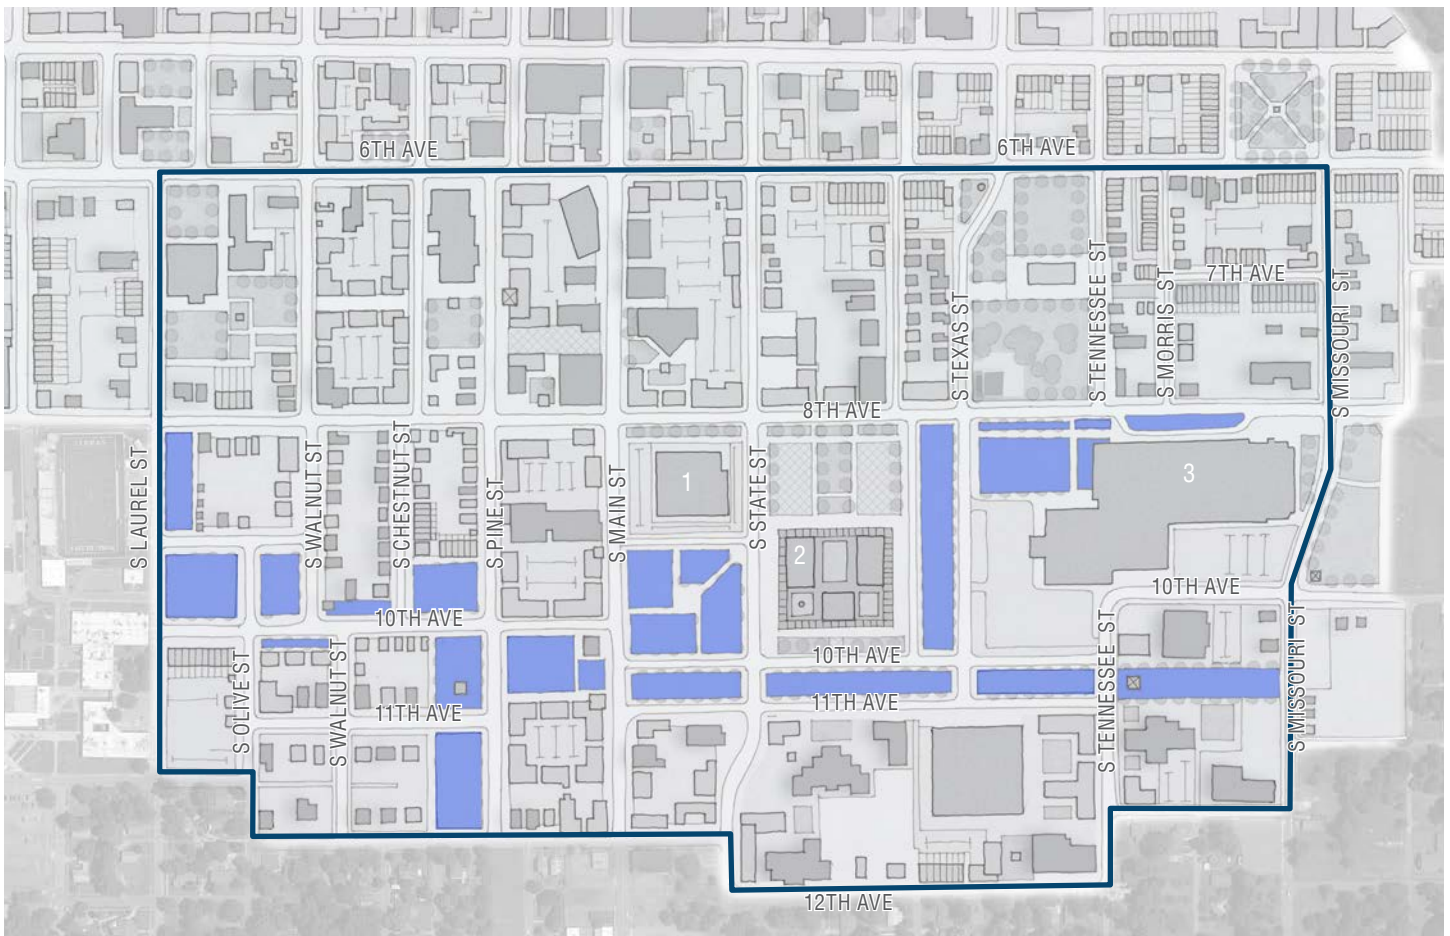 6TH AVE
6TH AVE
7TH AVE
S TEXAS ST
S TENNESSEE ST
S MORRIS ST
S MISSOURI ST
8TH AVE
S LAUREL ST
S WALNUT ST
S CHESTNUT ST
S PINE ST
S MAIN ST
1
S STATE ST
2
3
10TH AVE
10TH AVE
10TH AVE
S OLIVE ST
S WALNUT ST
11TH AVE
11TH AVE
S TENNESSEE ST
S MISSOURI ST
12TH AVE